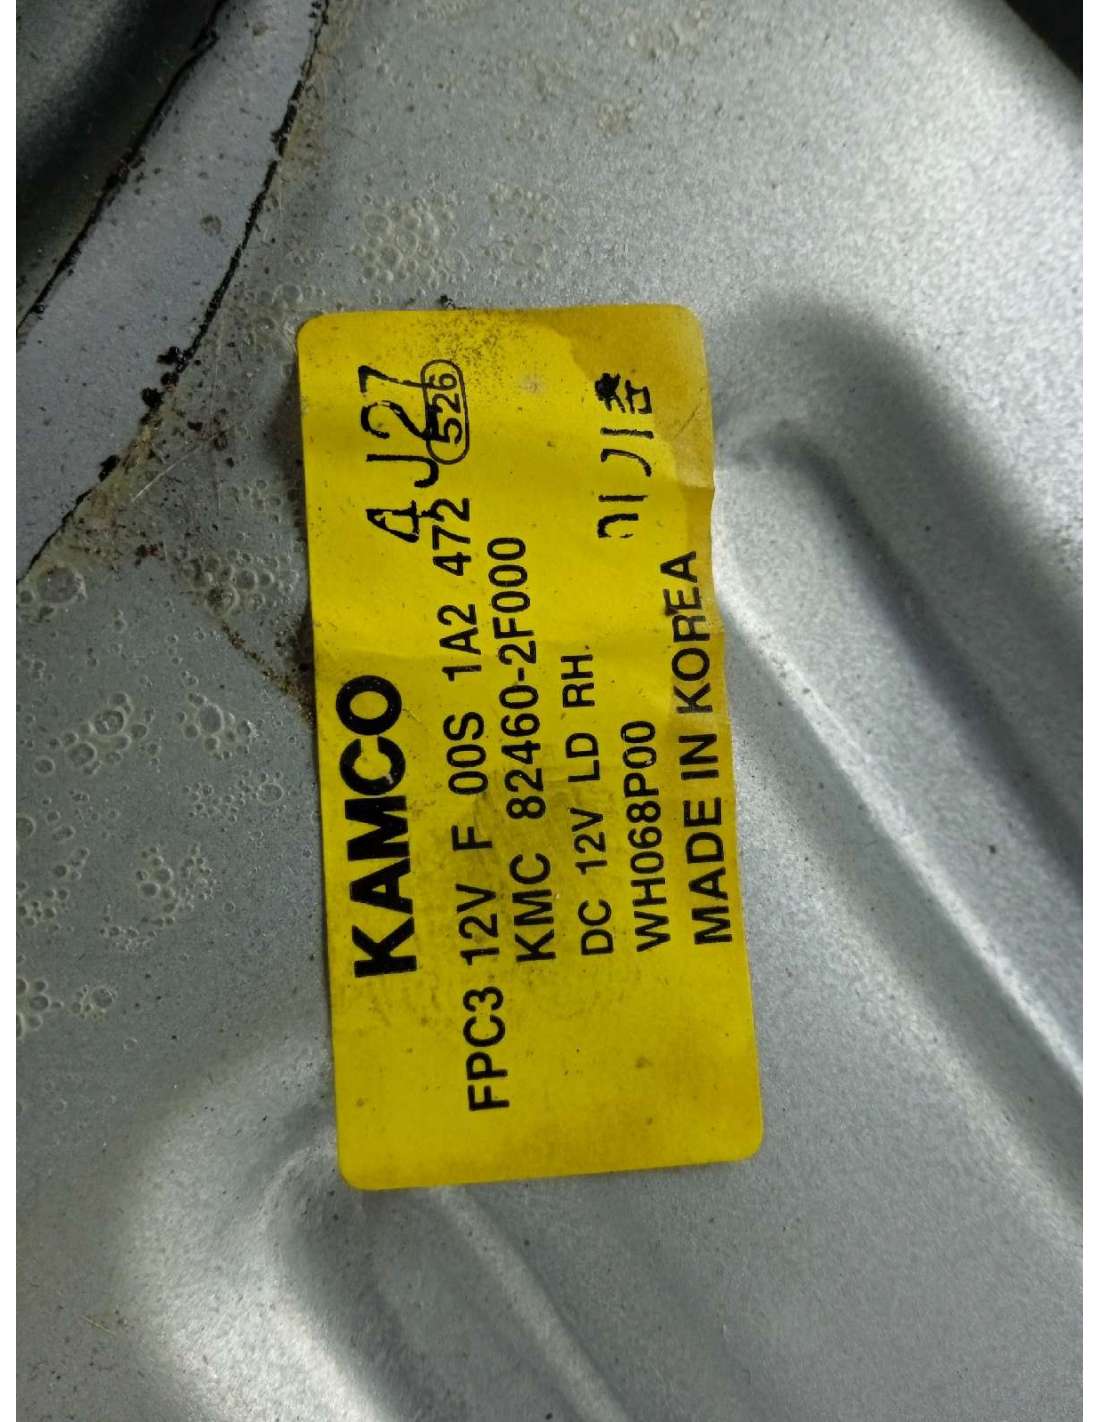 KAMCO
4J27
526
FPC3 12V F 00S 1A2 472
KMC 82460-2F000
DC 12V LD RH
WH068P00
MADE IN KOREA